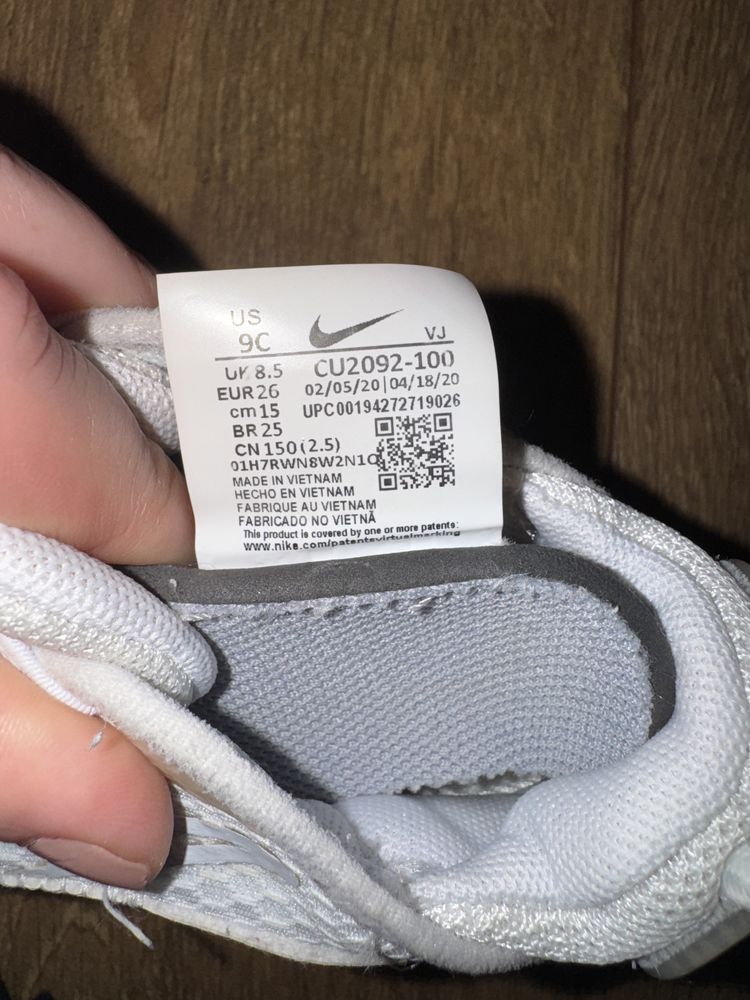 US
9C
VJ
UK 8.5
CU2092-100
EUR 26
02/05/20 | 04/18/20
cm 15
UPC00194272719026
BR 25
CN 150 (2.5)
01H7RWN8W2N1O
MADE IN VIETNAM
HECHO EN VIETNAM
FABRIQUE AU VIETNAM
FABRICADO NO VIETNÃ
This product is covered by one or more patents:
www.nike.com/patentsvirtualmarking